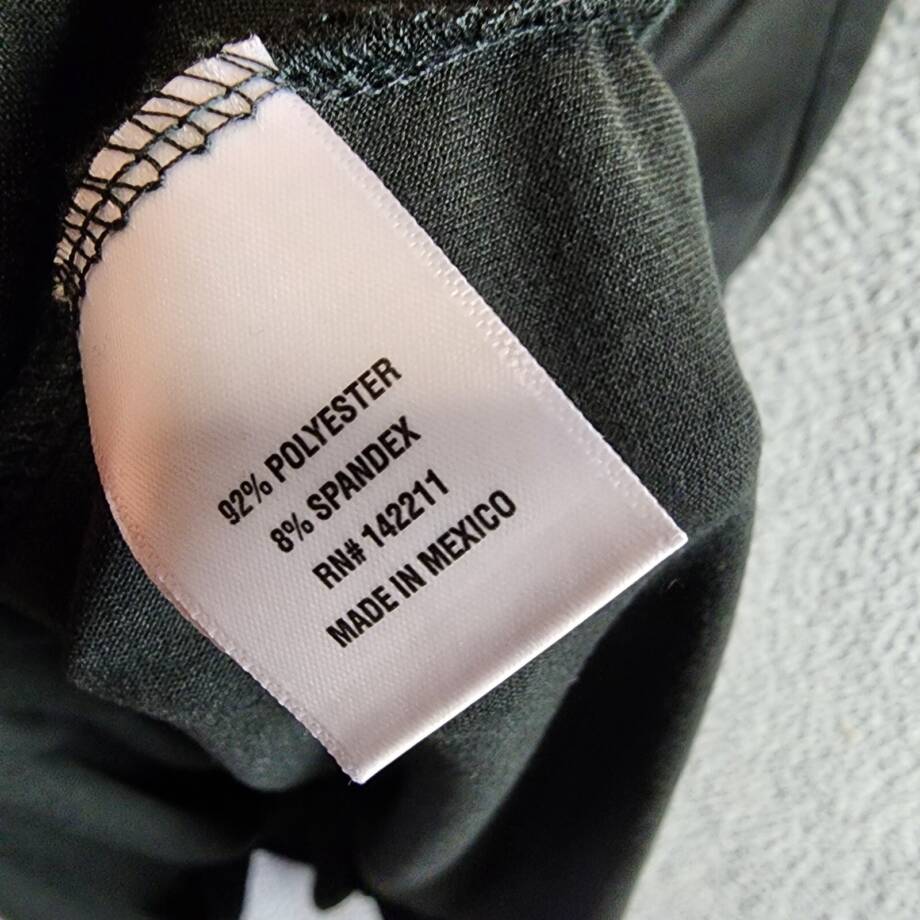 92% POLYESTER
8% SPANDEX
RN# 142211
MADE IN MEXICO